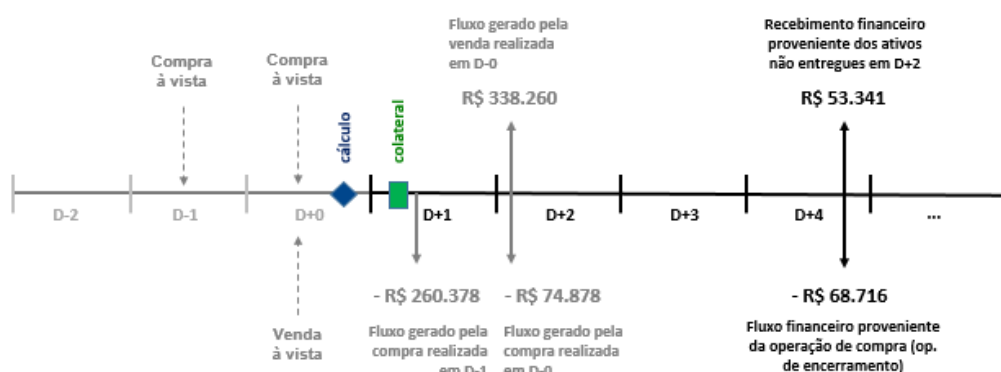 Fluxo gerado pela
venda realizada
em D-0
R$ 338.260
Recebimento financeiro
proveniente dos ativos
não entregues em D+2
R$ 53.341
Compra
à vista
Compra
à vista
cálculo
colateral
D-2
D-1
D+0
D+1
D+2
D+3
D+4
...
Venda
à vista
- R$ 260.378
Fluxo gerado pela
compra realizada
em D-1
- R$ 74.878
Fluxo gerado pela
compra realizada
em D-0
- R$ 68.716
Fluxo financeiro proveniente
da operação de compra (op.
de encerramento)